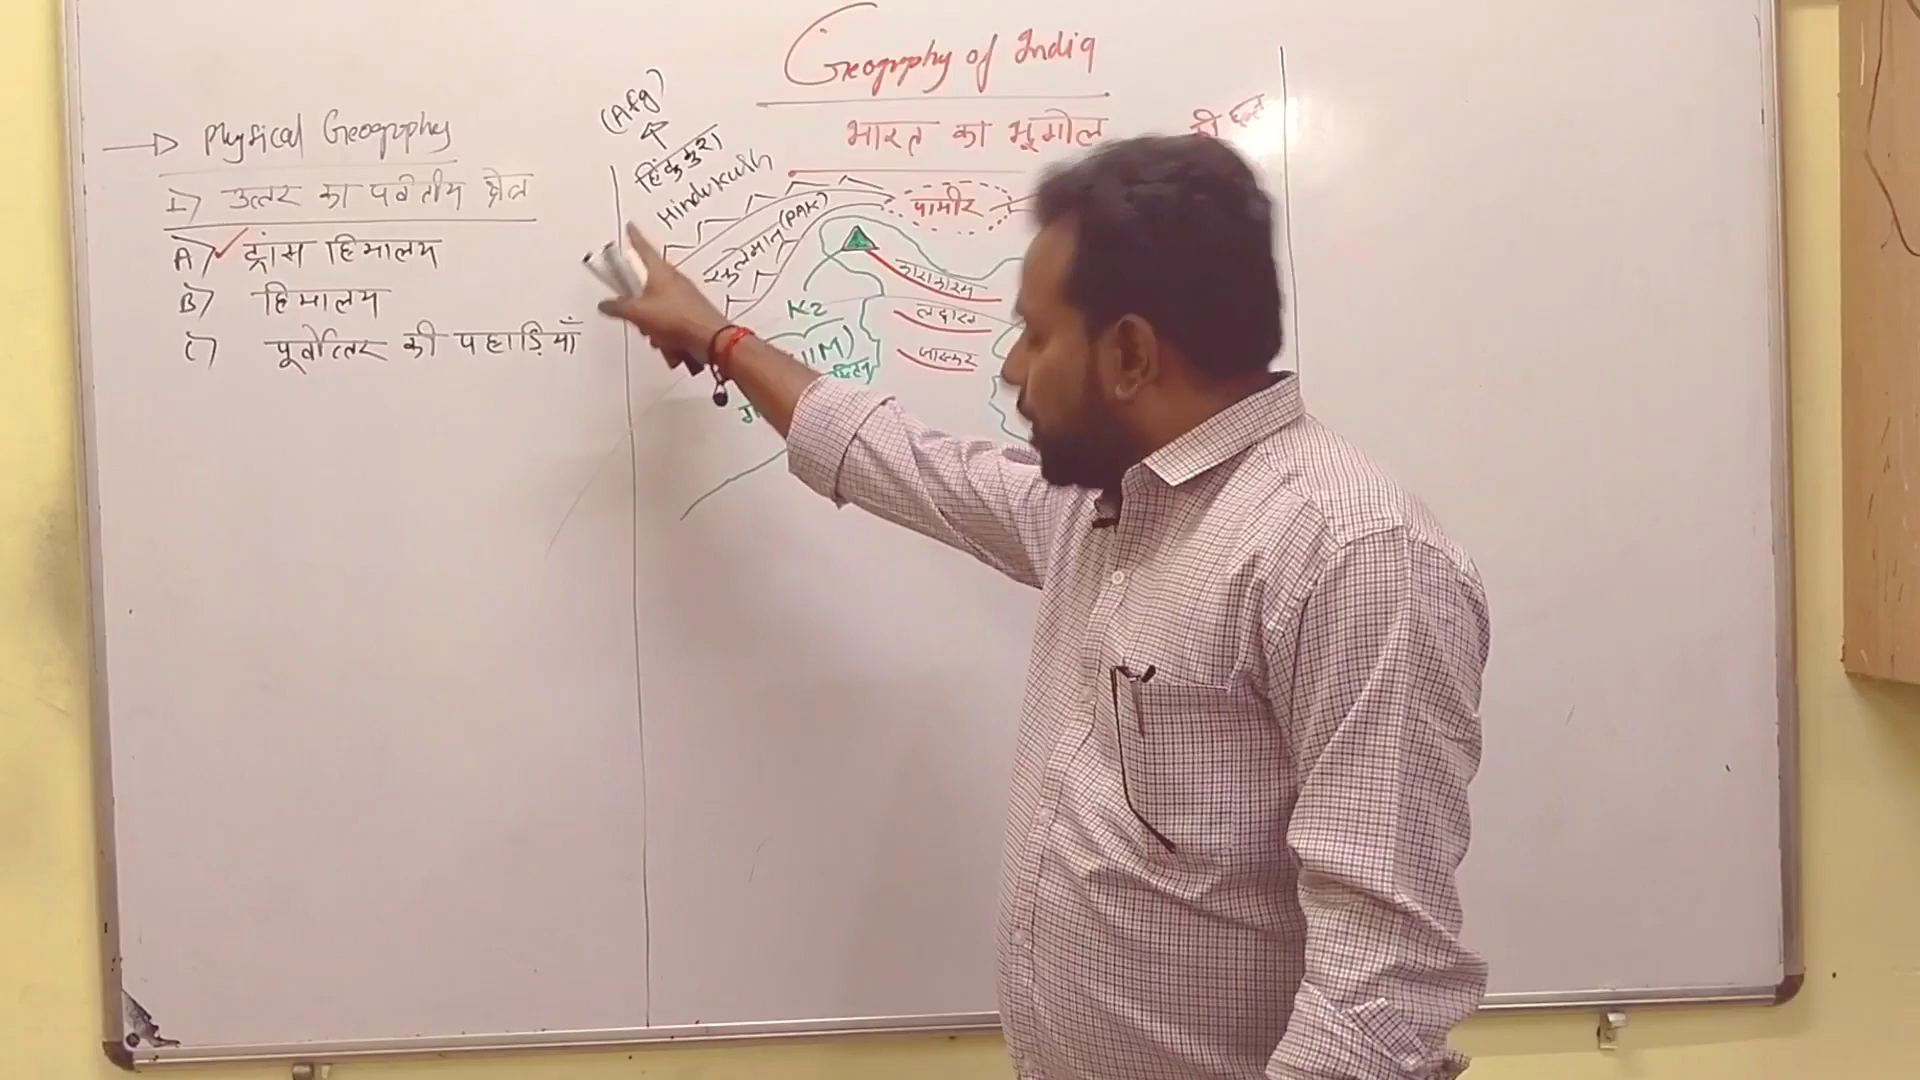 Geography of India
भारत का भूगोल
→ Physical Geography
I> उत्तर का पर्वतीय क्षेत्र
A> ✓ ट्रांस हिमालय
B> हिमालय
C> पूर्वोत्तर की पहाड़ियाँ
(Afg)
हिंदुकुश
Hindukush
सुलेमान (PAK)
पामीर
काराकोरम
K2
लद्दाख
जास्कर